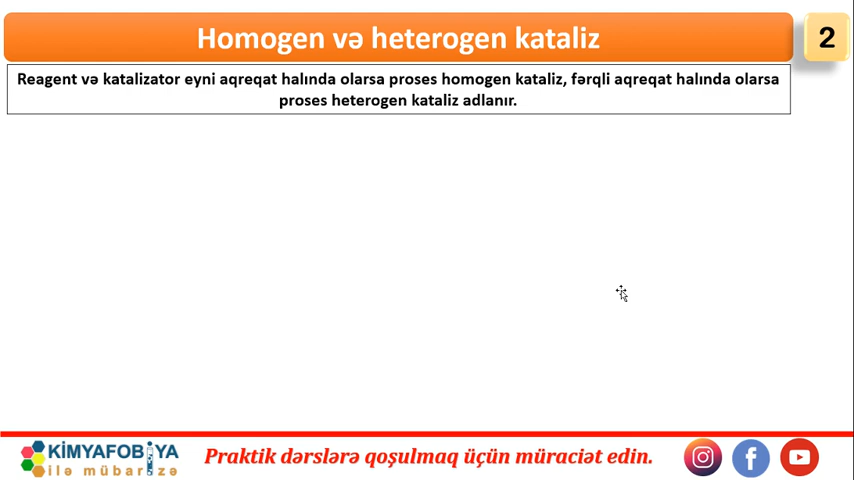 Homogen və heterogen kataliz
2
Reagent və katalizator eyni aqreqat halında olarsa proses homogen kataliz, fərqli aqreqat halında olarsa
proses heterogen kataliz adlanır.
KİMYAFOBİYA
ilə mübarizə
Praktik dərslərə qoşulmaq üçün müraciət edin.